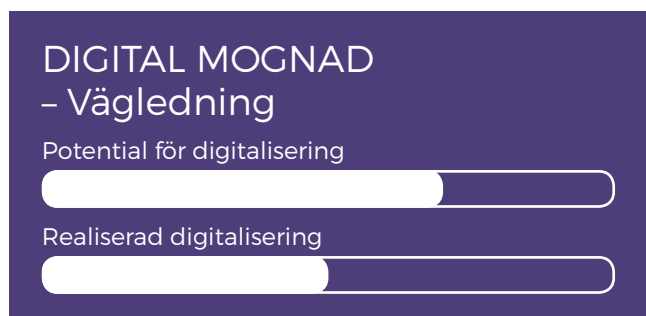 DIGITAL MOGNAD
– Vägledning
Potential för digitalisering
Realiserad digitalisering